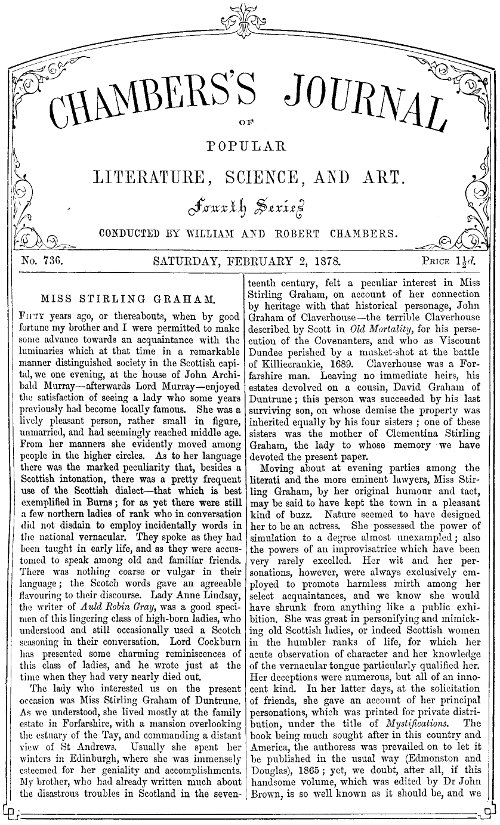 CHAMBERS'S JOURNAL
OF
POPULAR
LITERATURE, SCIENCE, AND ART.
Fourth Series
CONDUCTED BY WILLIAM AND ROBERT CHAMBERS.
No. 736.
SATURDAY, FEBRUARY 2, 1878.
PRICE 1½d.
MISS STIRLING GRAHAM.
FIFTY years ago, or thereabouts, when by good
fortune my brother and I were permitted to make
some advance towards an acquaintance with the
luminaries which at that time in a remarkable
manner distinguished society in the Scottish capi-
tal, we one evening, at the house of John Archi-
bald Murray—afterwards Lord Murray—enjoyed
the satisfaction of seeing a lady who some years
previously had become locally famous. She was a
lively pleasant person, rather small in figure,
unmarried, and had seemingly reached middle age.
From her manners she evidently moved among
people in the higher circles. As to her language
there was the marked peculiarity that, besides a
Scottish intonation, there was a pretty frequent
use of the Scottish dialect—that which is best
exemplified in Burns; for as yet there were still
a few northern ladies of rank who in conversation
did not disdain to employ incidentally words in
the national vernacular. They spoke as they had
been taught in early life, and as they were accus-
tomed to speak among old and familiar friends.
There was nothing coarse or vulgar in their
language; the Scotch words gave an agreeable
flavouring to their discourse. Lady Anne Lindsay,
the writer of Auld Robin Gray, was a good speci-
men of this lingering class of high-born ladies, who
understood and still occasionally used a Scotch
seasoning in their conversation. Lord Cockburn
has presented some charming reminiscences of
this class of ladies, and he wrote just at the
time when they had very nearly died out.
The lady who interested us on the present
occasion was Miss Stirling Graham of Duntrune.
As we understood, she lived mostly at the family
estate in Forfarshire, with a mansion overlooking
the estuary of the Tay, and commanding a distant
view of St Andrews. Usually she spent her
winters in Edinburgh, where she was immensely
esteemed for her geniality and accomplishments.
My brother, who had already written much about
the disastrous troubles in Scotland in the seven-
teenth century, felt a peculiar interest in Miss
Stirling Graham, on account of her connection
by heritage with that historical personage, John
Graham of Claverhouse—the terrible Claverhouse
described by Scott in Old Mortality, for his perse-
cution of the Covenanters, and who as Viscount
Dundee perished by a musket-shot at the battle
of Killiecrankie, 1689. Claverhouse was a For-
farshire man. Leaving no immediate heirs, his
estates devolved on a cousin, David Graham of
Duntrune; this person was succeeded by his last
surviving son, on whose demise the property was
inherited equally by his four sisters; one of these
sisters was the mother of Clementina Stirling
Graham, the lady to whose memory we have
devoted the present paper.
Moving about at evening parties among the
literati and the more eminent lawyers, Miss Stir-
ling Graham, by her original humour and tact,
may be said to have kept the town in a pleasant
kind of buzz. Nature seemed to have designed
her to be an actress. She possessed the power of
simulation to a degree almost unexampled; also
the powers of an improvisatrice which have been
very rarely excelled. Her wit and her per-
sonations, however, were always exclusively em-
ployed to promote harmless mirth among her
select acquaintances, and we know she would
have shrunk from anything like a public exhi-
bition. She was great in personifying and mimick-
ing old Scottish ladies, or indeed Scottish women
in the humbler ranks of life, for which her
acute observation of character and her knowledge
of the vernacular tongue particularly qualified her.
Her deceptions were numerous, but all of an inno-
cent kind. In her latter days, at the solicitation
of friends, she gave an account of her principal
personations, which was printed for private distri-
bution, under the title of Mystifications. The
book being much sought after in this country and
America, the authoress was prevailed on to let it
be published in the usual way (Edmonston and
Douglas), 1865; yet, we doubt, after all, if this
handsome volume, which was edited by Dr John
Brown, is so well known as it should be, and we